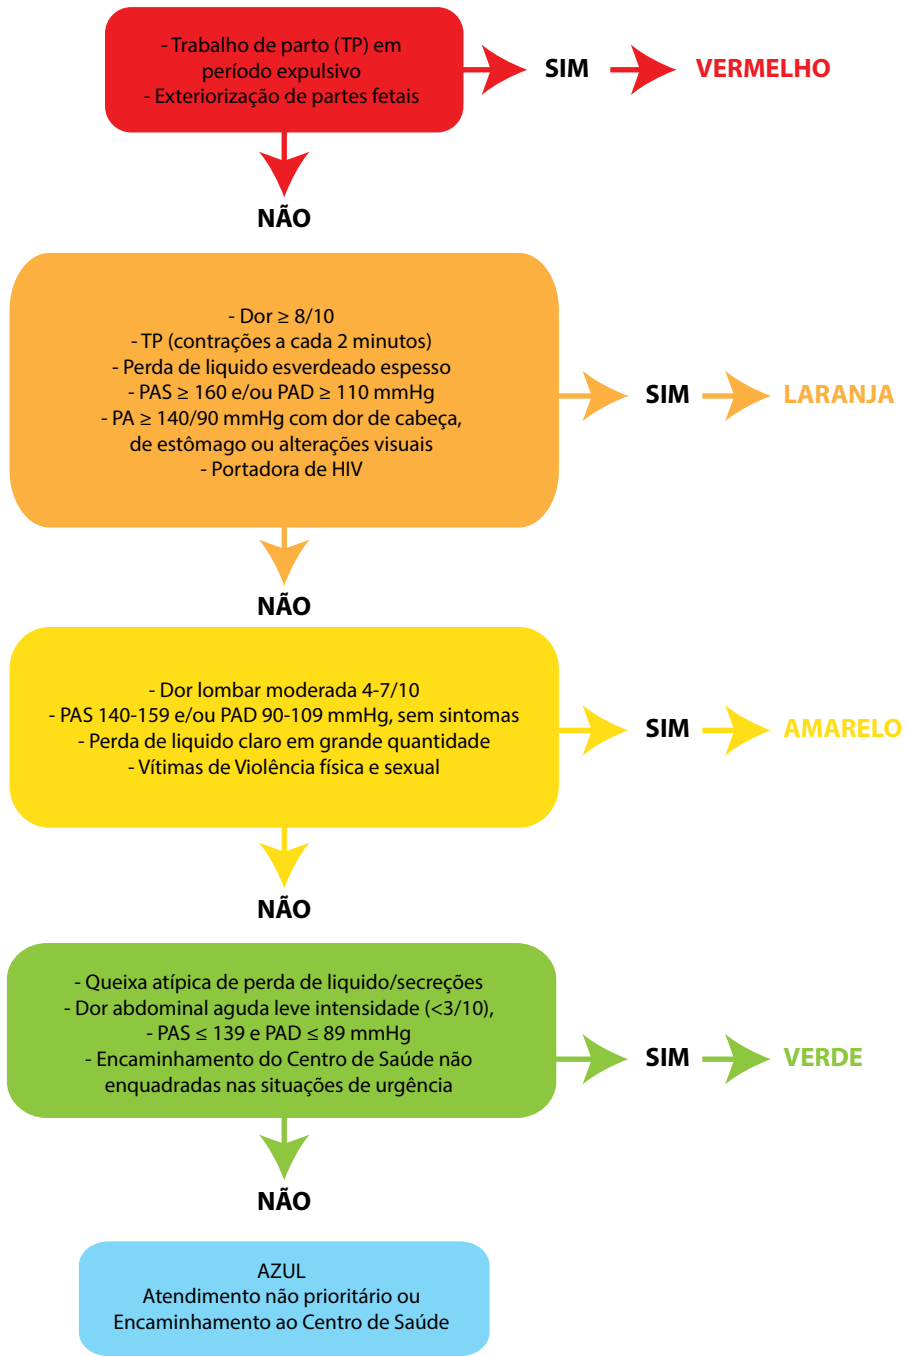 - Trabalho de parto (TP) em
período expulsivo
- Exteriorização de partes fetais
SIM
VERMELHO
NÃO
- Dor ≥ 8/10
- TP (contrações a cada 2 minutos)
- Perda de liquido esverdeado espesso
- PAS ≥ 160 e/ou PAD ≥ 110 mmHg
- PA ≥ 140/90 mmHg com dor de cabeça,
de estômago ou alterações visuais
- Portadora de HIV
SIM
LARANJA
NÃO
- Dor lombar moderada 4-7/10
- PAS 140-159 e/ou PAD 90-109 mmHg, sem sintomas
- Perda de liquido claro em grande quantidade
- Vítimas de Violência física e sexual
SIM
AMARELO
NÃO
- Queixa atípica de perda de liquido/secreções
- Dor abdominal aguda leve intensidade (<3/10),
- PAS ≤ 139 e PAD ≤ 89 mmHg
- Encaminhamento do Centro de Saúde não
enquadradas nas situações de urgência
SIM
VERDE
NÃO
AZUL
Atendimento não prioritário ou
Encaminhamento ao Centro de Saúde